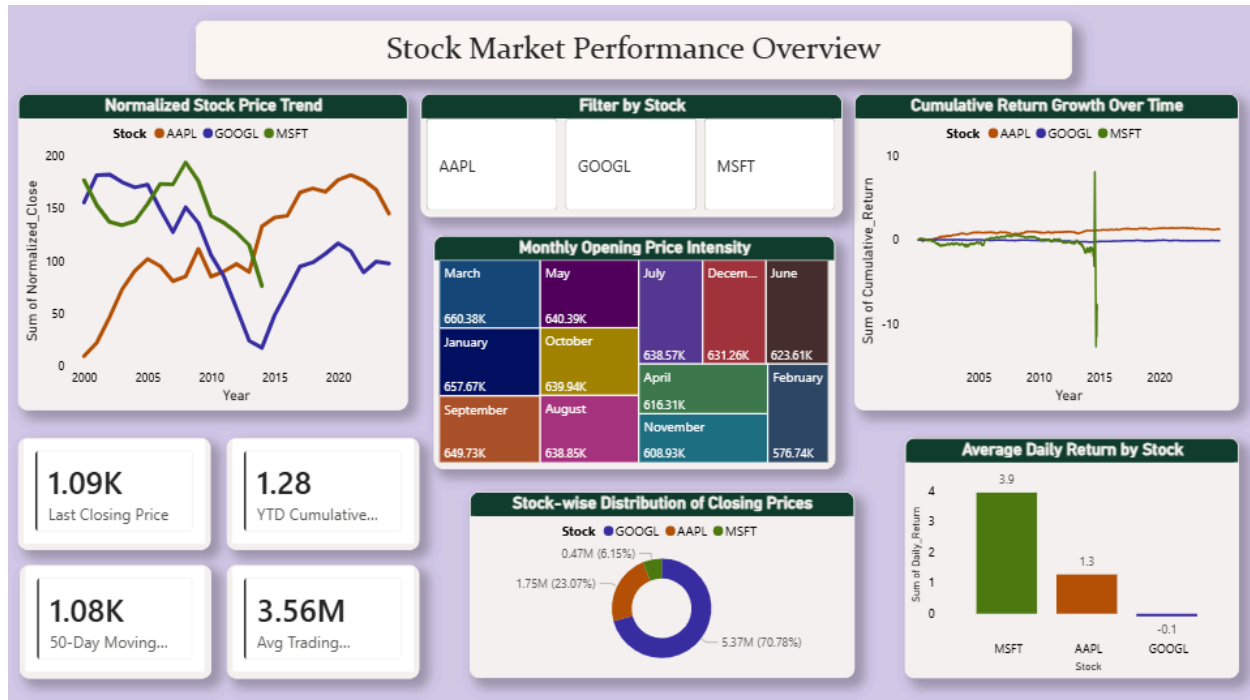 Stock Market Performance Overview
Normalized Stock Price Trend
Stock AAPL GOOGL MSFT
Sum of Normalized_Close
200
150
100
50
0
2000 2005 2010 2015 2020
Year
Filter by Stock
AAPL GOOGL MSFT
Cumulative Return Growth Over Time
Stock AAPL GOOGL MSFT
Sum of Cumulative_Return
10
0
-10
2005 2010 2015 2020
Year
Monthly Opening Price Intensity
March
660.38K
May
640.39K
July
638.57K
Decem...
631.26K
June
623.61K
January
657.67K
October
639.94K
April
616.31K
February
576.74K
September
649.73K
August
638.85K
November
608.93K
1.09K
Last Closing Price
1.28
YTD Cumulative...
1.08K
50-Day Moving...
3.56M
Avg Trading...
Stock-wise Distribution of Closing Prices
Stock GOOGL AAPL MSFT
0.47M (6.15%)
1.75M (23.07%)
5.37M (70.78%)
Average Daily Return by Stock
Sum of Daily_Return
4
3
2
1
0
3.9
1.3
-0.1
MSFT AAPL GOOGL
Stock